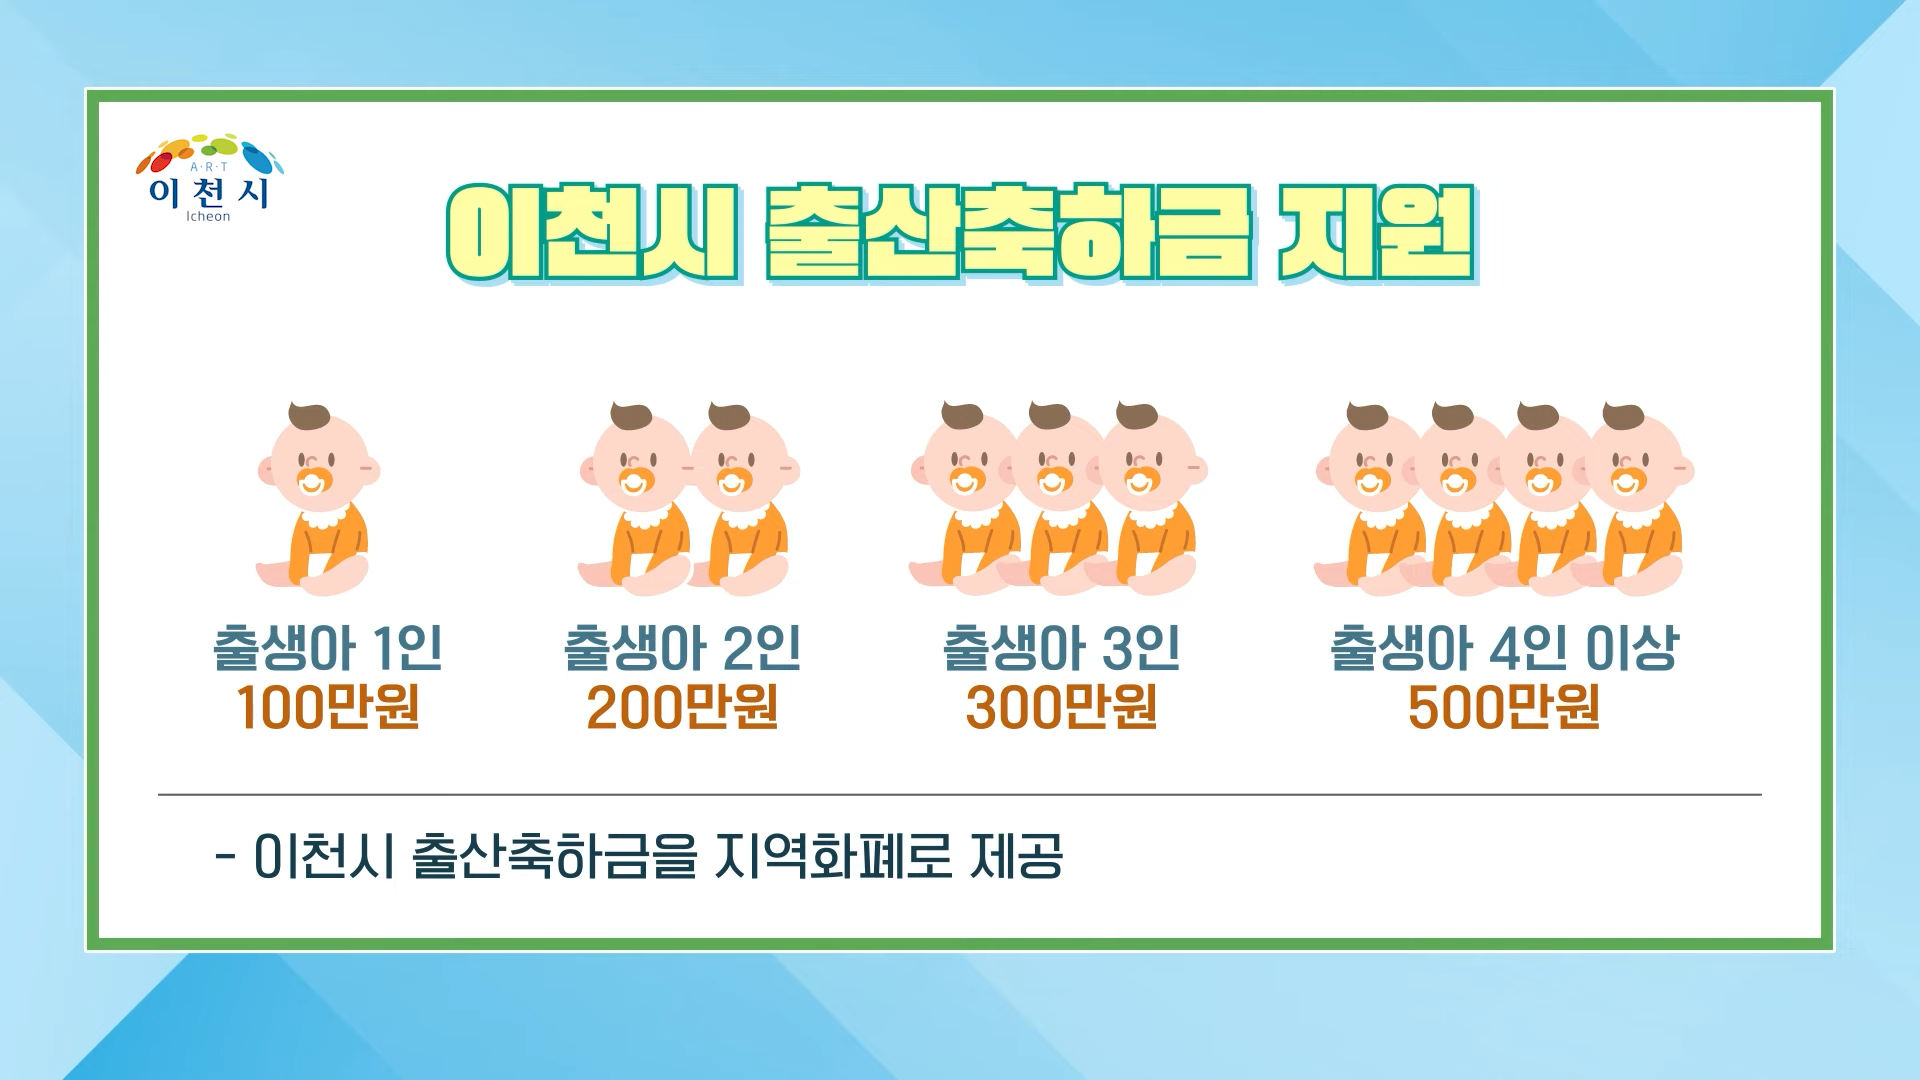 A·R·T
이천시
Icheon
이천시 출산축하금 지원
출생아 1인
100만원
출생아 2인
200만원
출생아 3인
300만원
출생아 4인 이상
500만원
- 이천시 출산축하금을 지역화폐로 제공